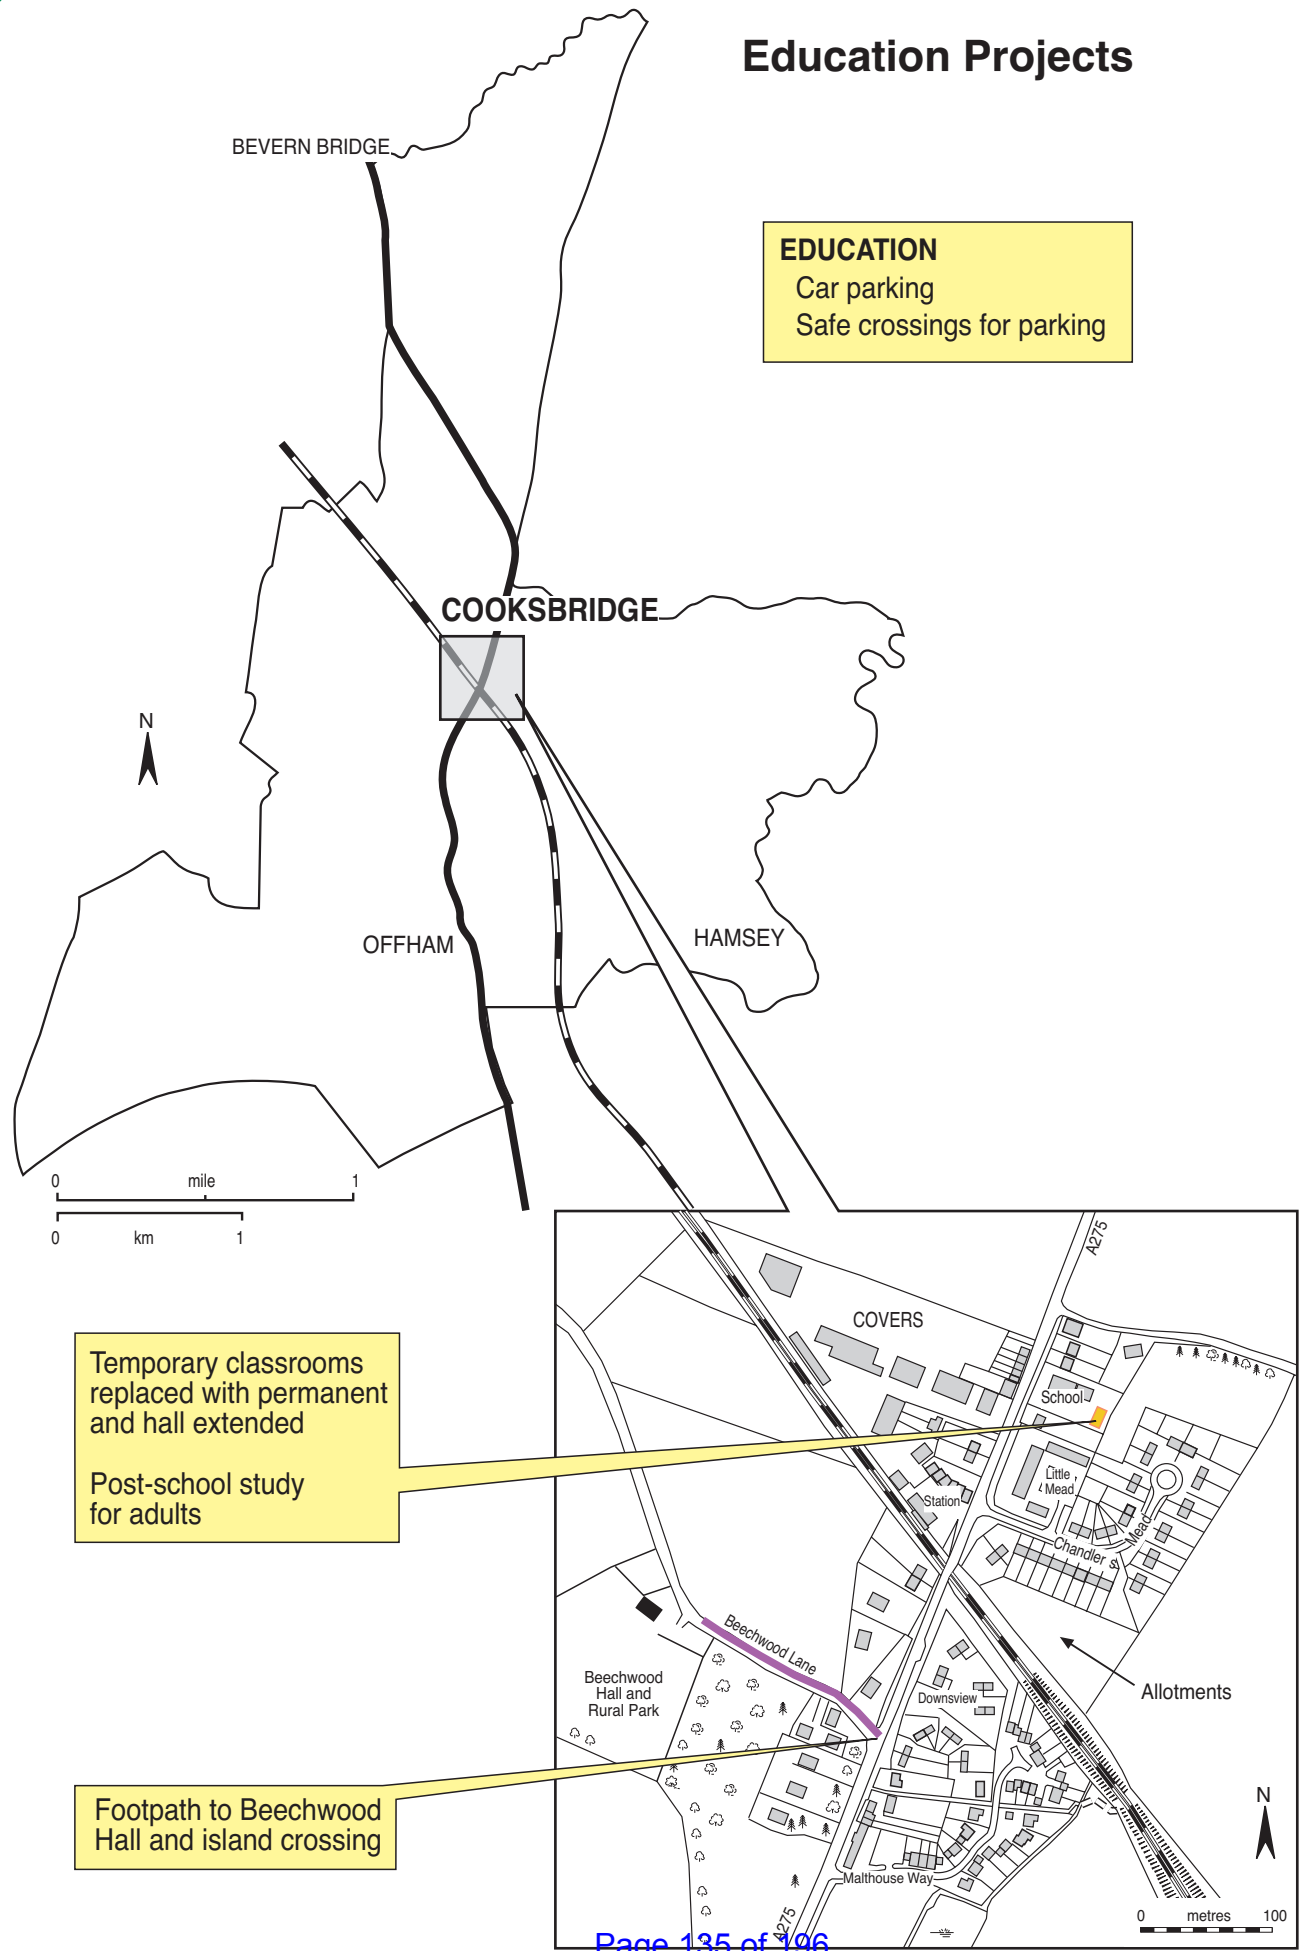 Education Projects
BEVERN BRIDGE
EDUCATION
Car parking
Safe crossings for parking
COOKSBRIDGE
N
OFFHAM
HAMSEY
0 mile 1
0 km 1
A275
COVERS
Temporary classrooms
replaced with permanent
and hall extended
Post-school study
for adults
School
Little
Mead
Station
Chandler s
Mead
Beechwood Lane
Beechwood
Hall and
Rural Park
Downsview
Allotments
Footpath to Beechwood
Hall and island crossing
N
Malthouse Way
A275
0 metres 100
Page 135 of 196